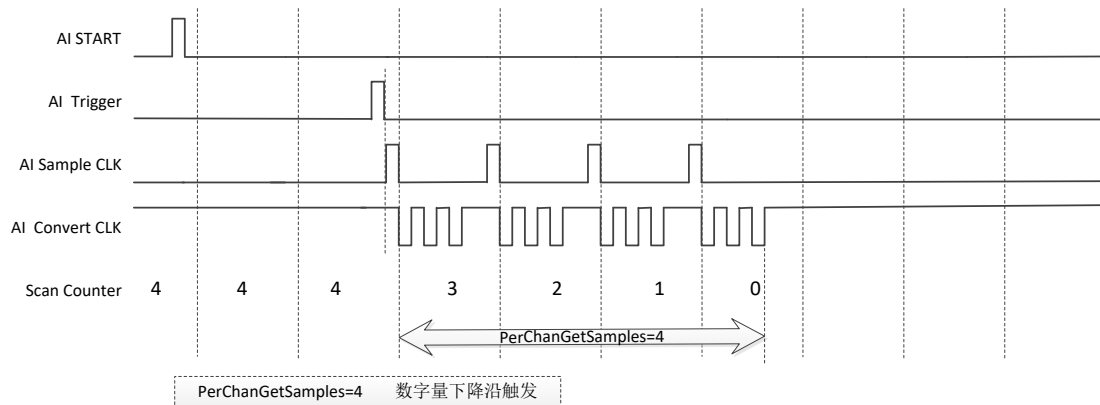 AI START
AI Trigger
AI Sample CLK
AI Convert CLK
Scan Counter 4 4 4 3 2 1 0
PerChanGetSamples=4
PerChanGetSamples=4 数字量下降沿触发